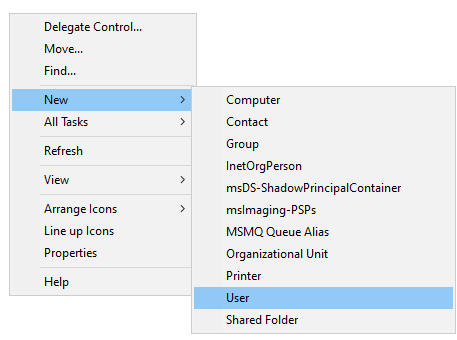 Delegate Control...
Move...
Find...
New
All Tasks
Refresh
View
Arrange Icons
Line up Icons
Properties
Help
Computer
Contact
Group
InetOrgPerson
msDS-ShadowPrincipalContainer
msImaging-PSPs
MSMQ Queue Alias
Organizational Unit
Printer
User
Shared Folder